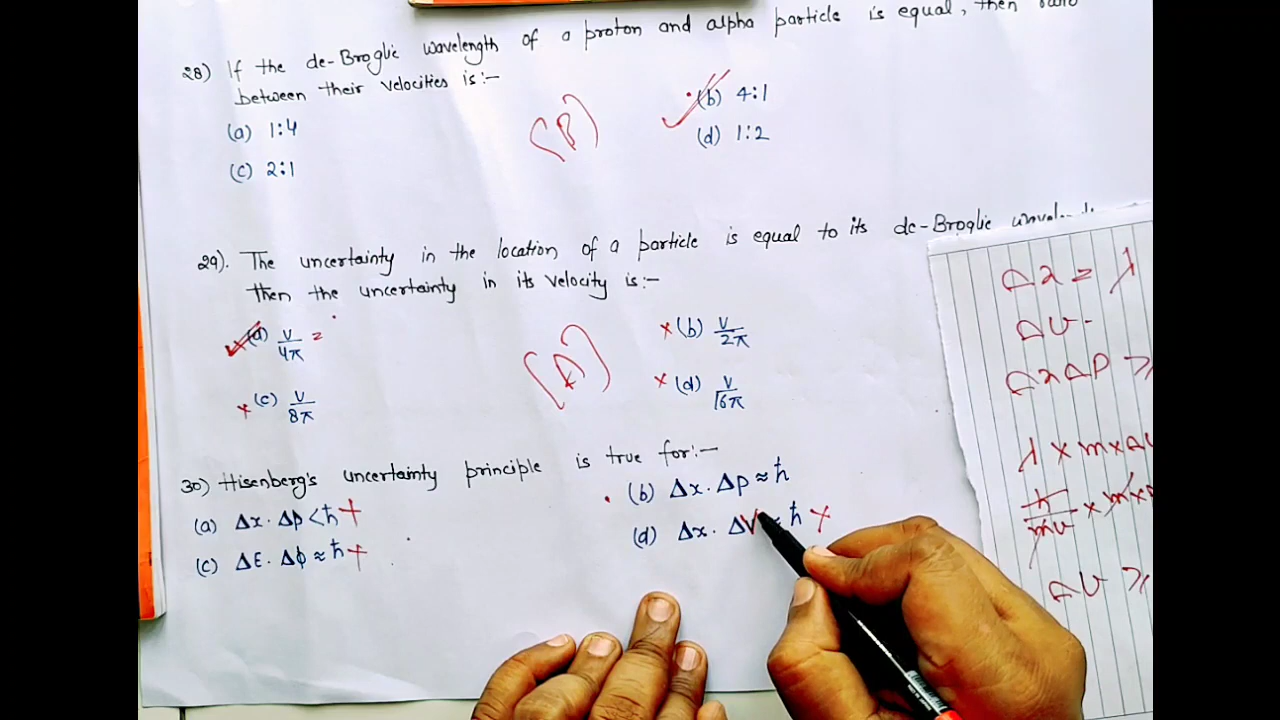 28) If the de-Broglie wavelength of a proton and alpha particle is equal, then
between their velocities is:-
(a) 1:4
(b) 4:1
(c) 2:1
(d) 1:2
(B)
29). The uncertainty in the location of a particle is equal to its de-Broglie
Then the uncertainty in its velocity is:-
(a) v/4π =
× (b) v/2π
× (c) v/8π
× (d) v/16π
(A)
30) Hisenberg's uncertainty principle is true for:-
(a) Δx. Δp < ħ ×
(b) Δx. Δp ≈ ħ
(c) ΔE. Δϕ ≈ ħ ×
(d) Δx. ΔV ≈ ħ ×
Δx = λ
Δv -
Δx Δp ≥
λ × m ×
Δv ≥